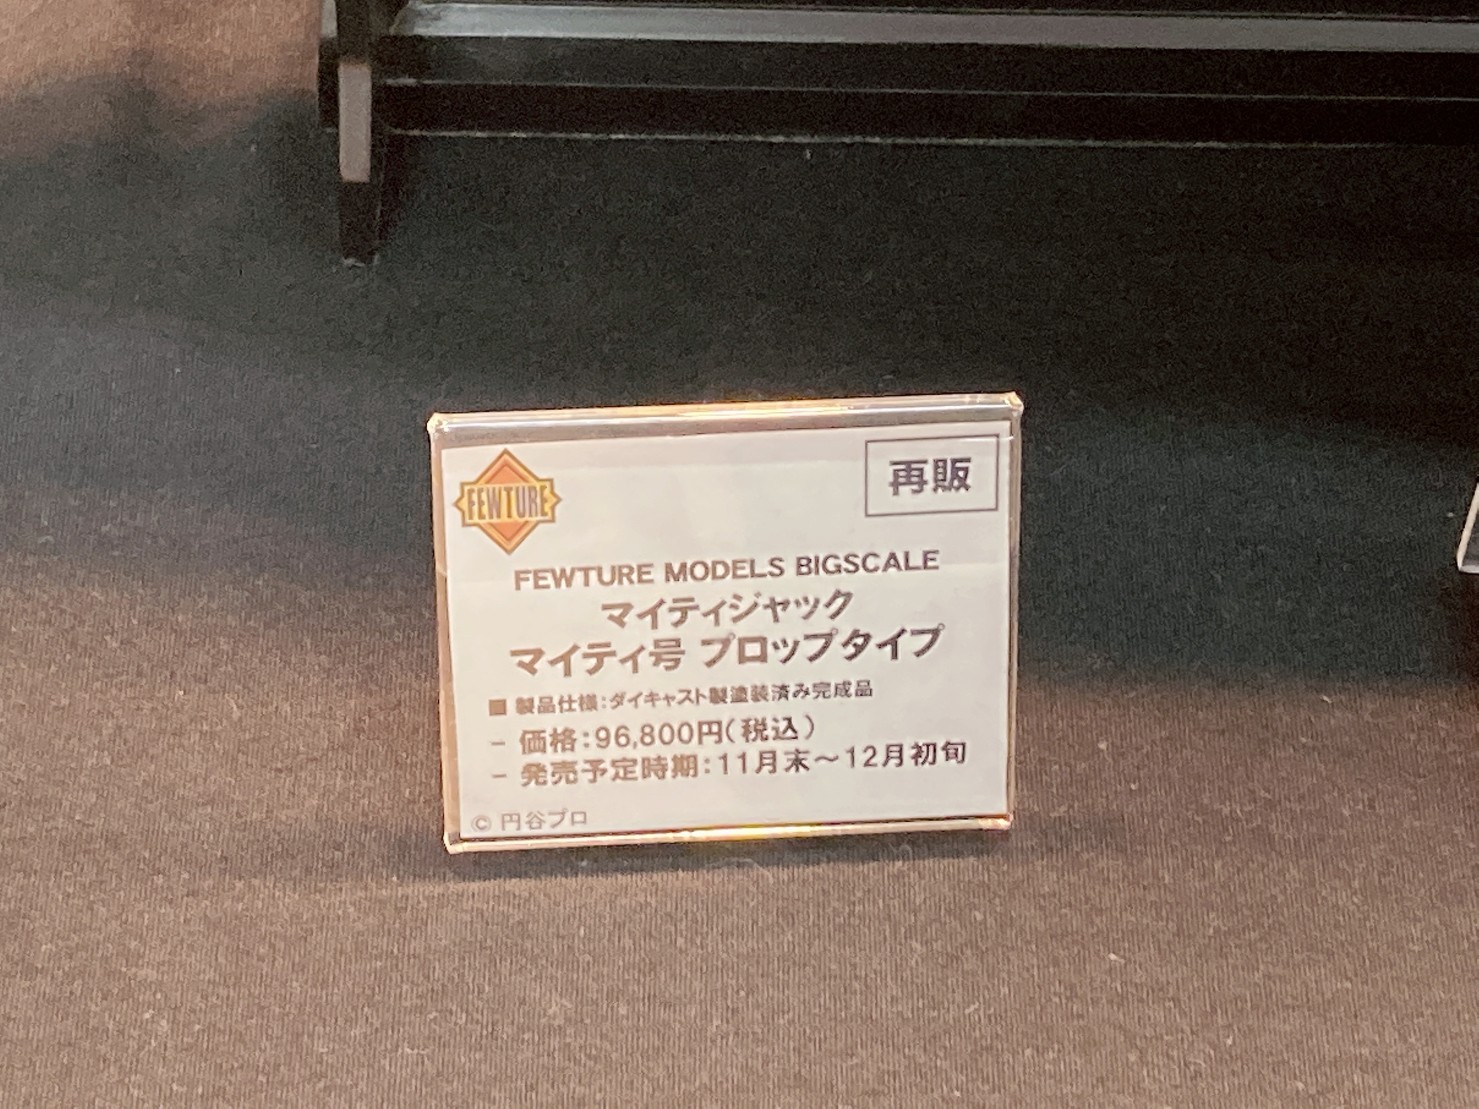 再販
FEWTURE
FEWTURE MODELS BIGSCALE
マイティジャック
マイティ号 プロップタイプ
■ 製品仕様:ダイキャスト製塗装済み完成品
- 価格:96,800円(税込)
- 発売予定時期:11月末～12月初旬
© 円谷プロ